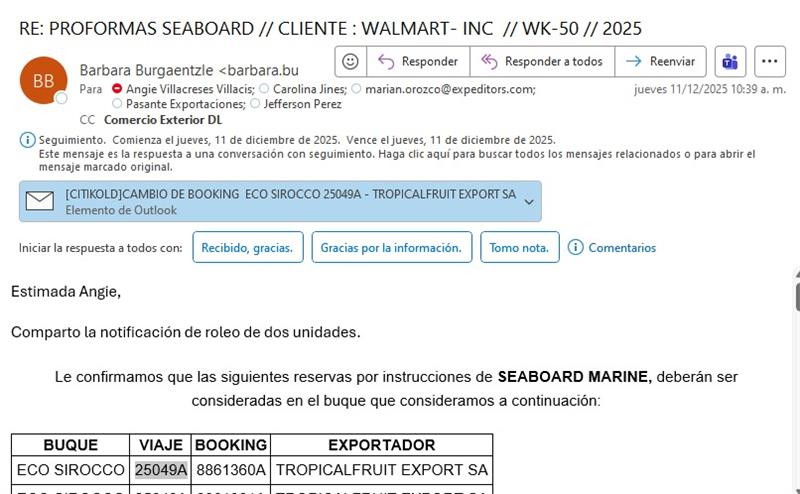 RE: PROFORMAS SEABOARD // CLIENTE : WALMART- INC // WK-50 // 2025
BB
Barbara Burgaentzle <barbara.bu
Responder
Responder a todos
Reenviar
Para Angie Villacreses Villacis; Carolina Jines; marian.orozco@expeditors.com;
jueves 11/12/2025 10:39 a. m.
Pasante Exportaciones; Jefferson Perez
CC Comercio Exterior DL
Seguimiento. Comienza el jueves, 11 de diciembre de 2025. Vence el jueves, 11 de diciembre de 2025.
Este mensaje es la respuesta a una conversación con seguimiento. Haga clic aquí para buscar todos los mensajes relacionados o para abrir el
mensaje marcado original.
[CITIKOLD]CAMBIO DE BOOKING ECO SIROCCO 25049A - TROPICALFRUIT EXPORT SA
Elemento de Outlook
Iniciar la respuesta a todos con: Recibido, gracias. Gracias por la información. Tomo nota. Comentarios
Estimada Angie,
Comparto la notificación de roleo de dos unidades.
Le confirmamos que las siguientes reservas por instrucciones de SEABOARD MARINE, deberán ser
consideradas en el buque que consideramos a continuación:
BUQUE VIAJE BOOKING EXPORTADOR
ECO SIROCCO 25049A 8861360A TROPICALFRUIT EXPORT SA